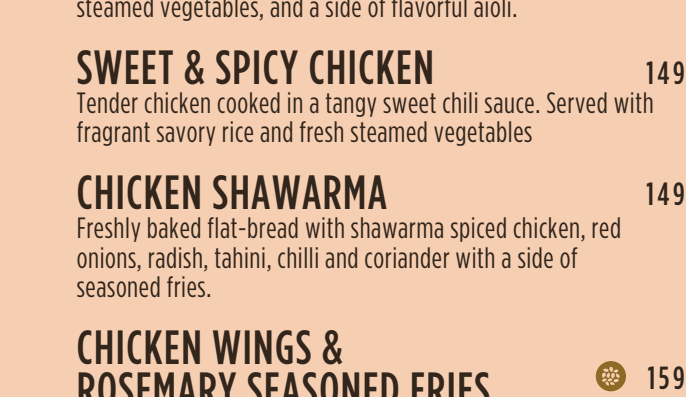 steamed vegetables, and a side of flavorful aioli.
SWEET & SPICY CHICKEN 149
Tender chicken cooked in a tangy sweet chili sauce. Served with
fragrant savory rice and fresh steamed vegetables
CHICKEN SHAWARMA 149
Freshly baked flat-bread with shawarma spiced chicken, red
onions, radish, tahini, chilli and coriander with a side of
seasoned fries.
CHICKEN WINGS &
ROSEMARY SEASONED FRIES 159